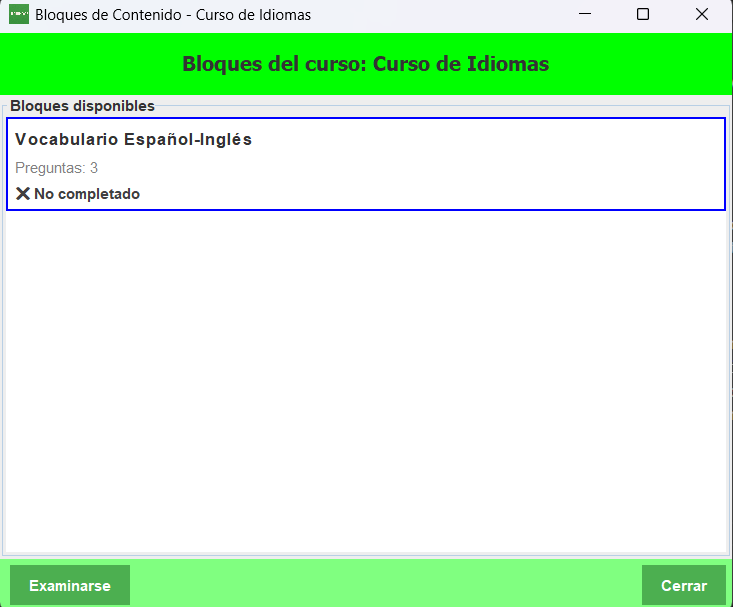 Bloques de Contenido - Curso de Idiomas
Bloques del curso: Curso de Idiomas
Bloques disponibles
Vocabulario Español-Inglés
Preguntas: 3
❌ No completado
Examinarse
Cerrar